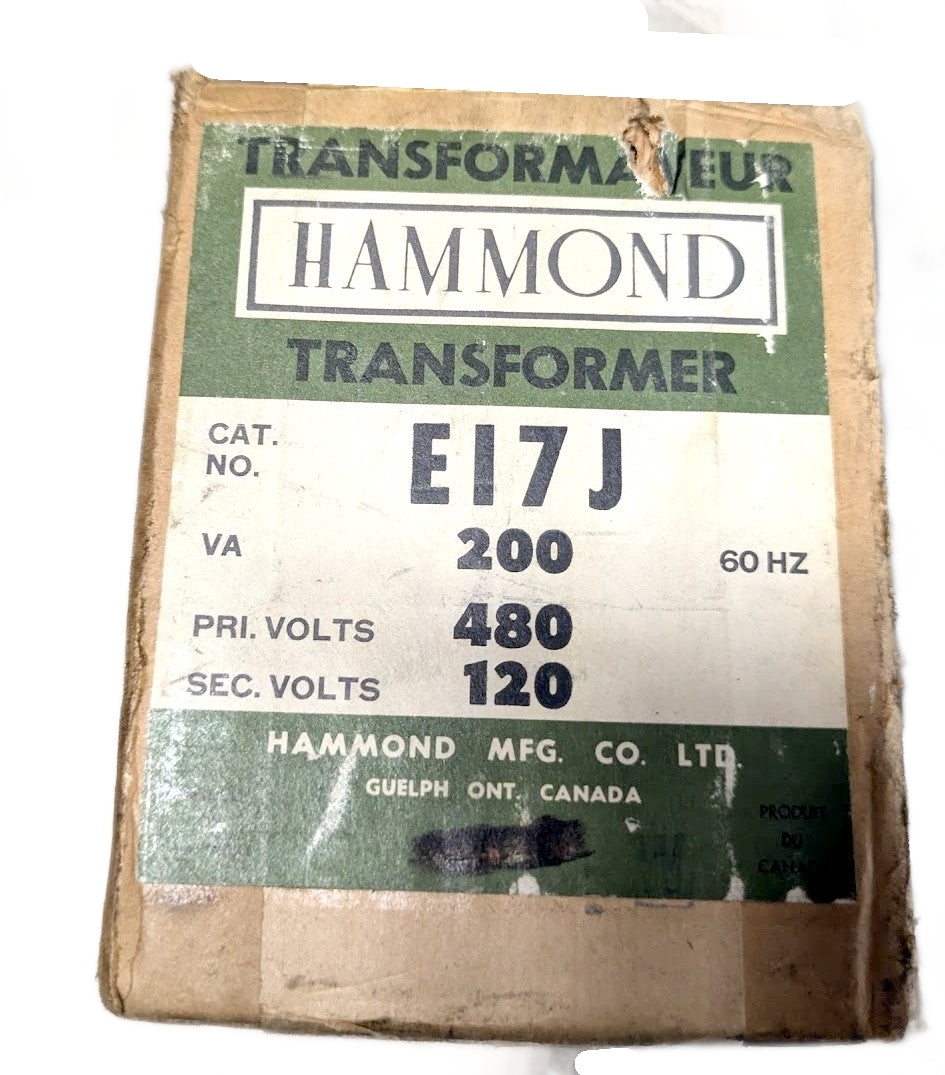 TRANSFORMATEUR
HAMMOND
TRANSFORMER
CAT.
NO.
E17J
VA 200 60 HZ
PRI. VOLTS 480
SEC. VOLTS 120
HAMMOND MFG. CO. LTD.
GUELPH ONT. CANADA
PRODUIT
DU
CANADA